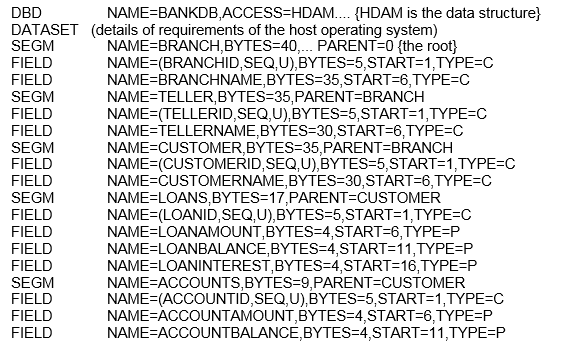 DBD NAME=BANKDB,ACCESS=HDAM.... {HDAM is the data structure}
DATASET (details of requirements of the host operating system)
SEGM NAME=BRANCH,BYTES=40,... PARENT=0 {the root}
FIELD NAME=(BRANCHID,SEQ,U),BYTES=5,START=1,TYPE=C
FIELD NAME=BRANCHNAME,BYTES=35,START=6,TYPE=C
SEGM NAME=TELLER,BYTES=35,PARENT=BRANCH
FIELD NAME=(TELLERID,SEQ,U),BYTES=5,START=1,TYPE=C
FIELD NAME=TELLERNAME,BYTES=30,START=6,TYPE=C
SEGM NAME=CUSTOMER,BYTES=35,PARENT=BRANCH
FIELD NAME=(CUSTOMERID,SEQ,U),BYTES=5,START=1,TYPE=C
FIELD NAME=CUSTOMERNAME,BYTES=30,START=6,TYPE=C
SEGM NAME=LOANS,BYTES=17,PARENT=CUSTOMER
FIELD NAME=(LOANID,SEQ,U),BYTES=5,START=1,TYPE=C
FIELD NAME=LOANAMOUNT,BYTES=4,START=6,TYPE=P
FIELD NAME=LOANBALANCE,BYTES=4,START=11,TYPE=P
FIELD NAME=LOANINTEREST,BYTES=4,START=16,TYPE=P
SEGM NAME=ACCOUNTS,BYTES=9,PARENT=CUSTOMER
FIELD NAME=(ACCOUNTID,SEQ,U),BYTES=5,START=1,TYPE=C
FIELD NAME=ACCOUNTAMOUNT,BYTES=4,START=6,TYPE=P
FIELD NAME=ACCOUNTBALANCE,BYTES=4,START=11,TYPE=P